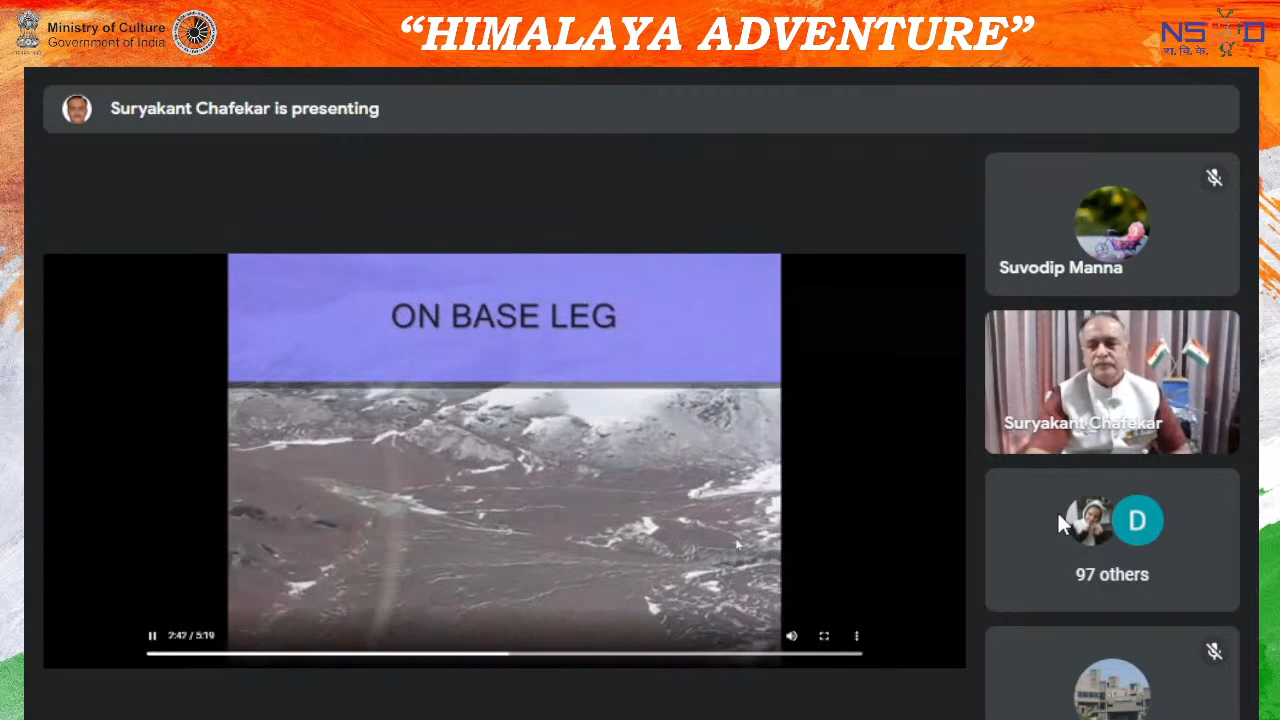 Ministry of Culture
Government of India
“HIMALAYA ADVENTURE”
NS D
रा. वि. के.
Suryakant Chafekar is presenting
Suvodip Manna
ON BASE LEG
Suryakant Chafekar
D
97 others
2:47 / 5:19